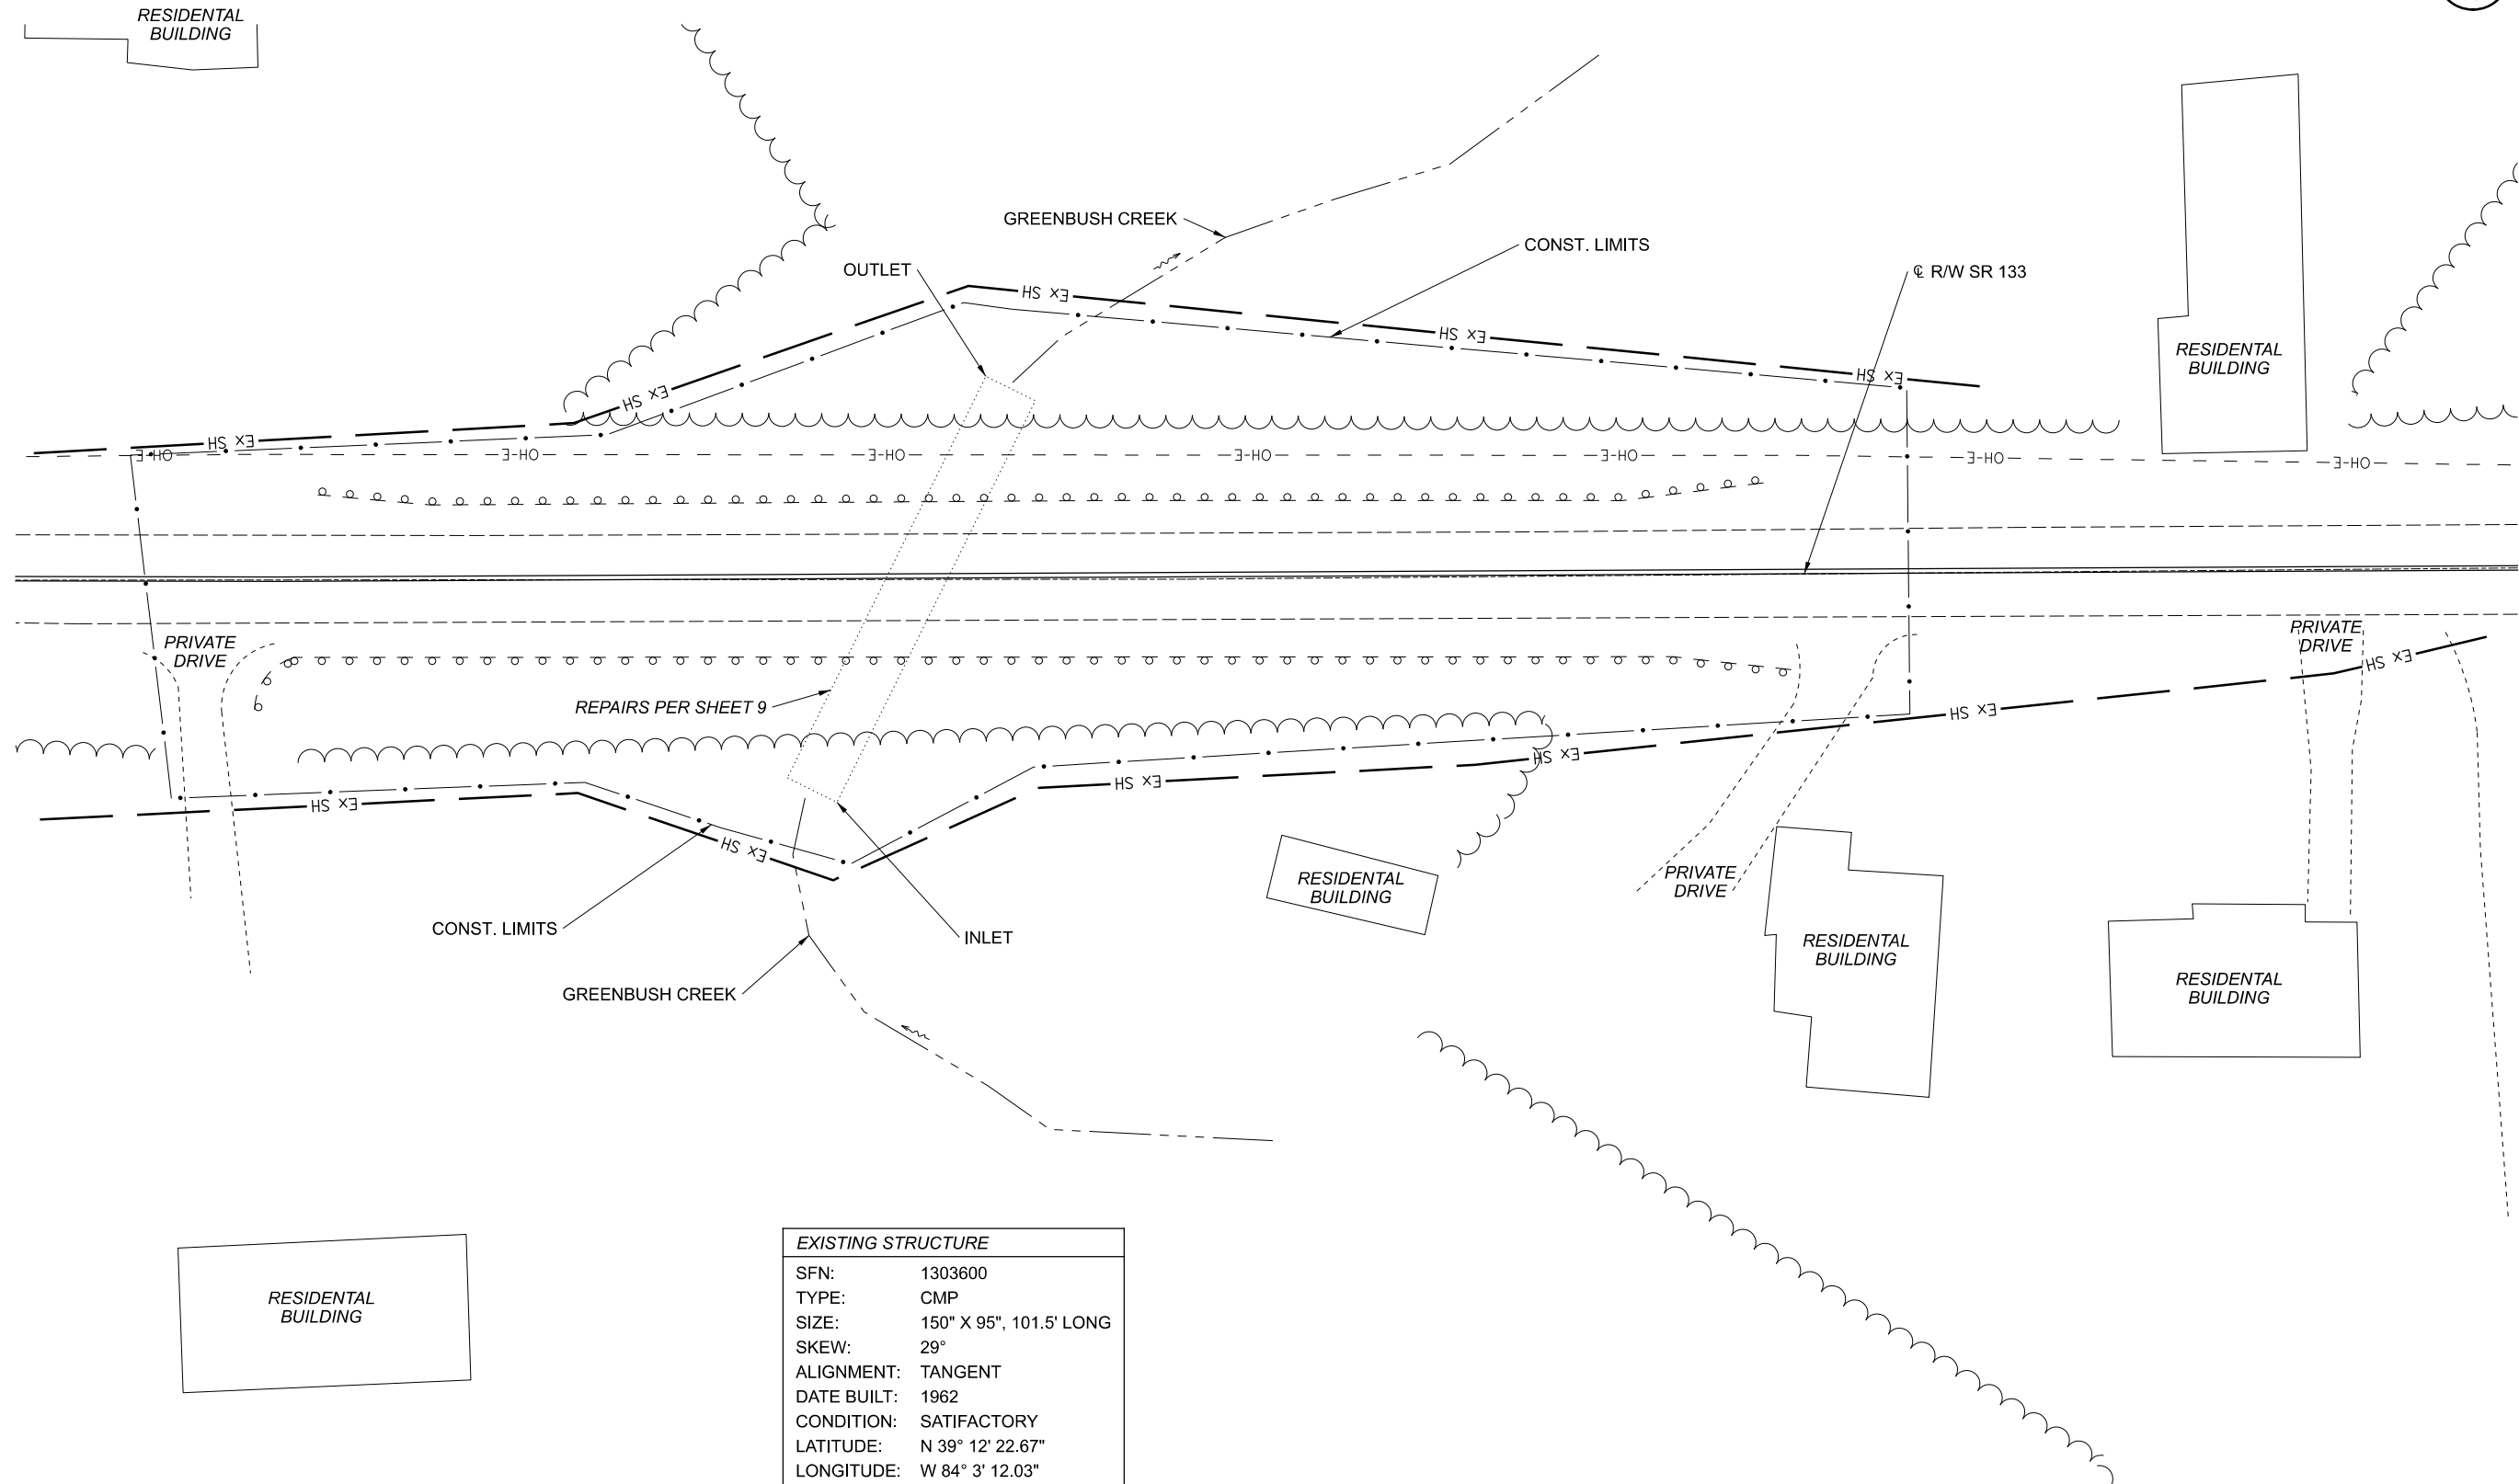 RESIDENTAL
BUILDING
GREENBUSH CREEK
CONST. LIMITS
OUTLET
℄ R/W SR 133
EX SH
RESIDENTAL
BUILDING
EX SH
EX SH
EX SH
EX SH
OH-E
OH-E
OH-E
OH-E
OH-E
OH-E
OH-E
PRIVATE
DRIVE
PRIVATE
DRIVE
EX SH
REPAIRS PER SHEET 9
EX SH
EX SH
EX SH
EX SH
EX SH
RESIDENTAL
BUILDING
PRIVATE
DRIVE
CONST. LIMITS
INLET
RESIDENTAL
BUILDING
RESIDENTAL
BUILDING
GREENBUSH CREEK
EXISTING STRUCTURE
SFN: 1303600
TYPE: CMP
SIZE: 150" X 95", 101.5' LONG
SKEW: 29°
ALIGNMENT: TANGENT
DATE BUILT: 1962
CONDITION: SATIFACTORY
LATITUDE: N 39° 12' 22.67"
LONGITUDE: W 84° 3' 12.03"
RESIDENTAL
BUILDING